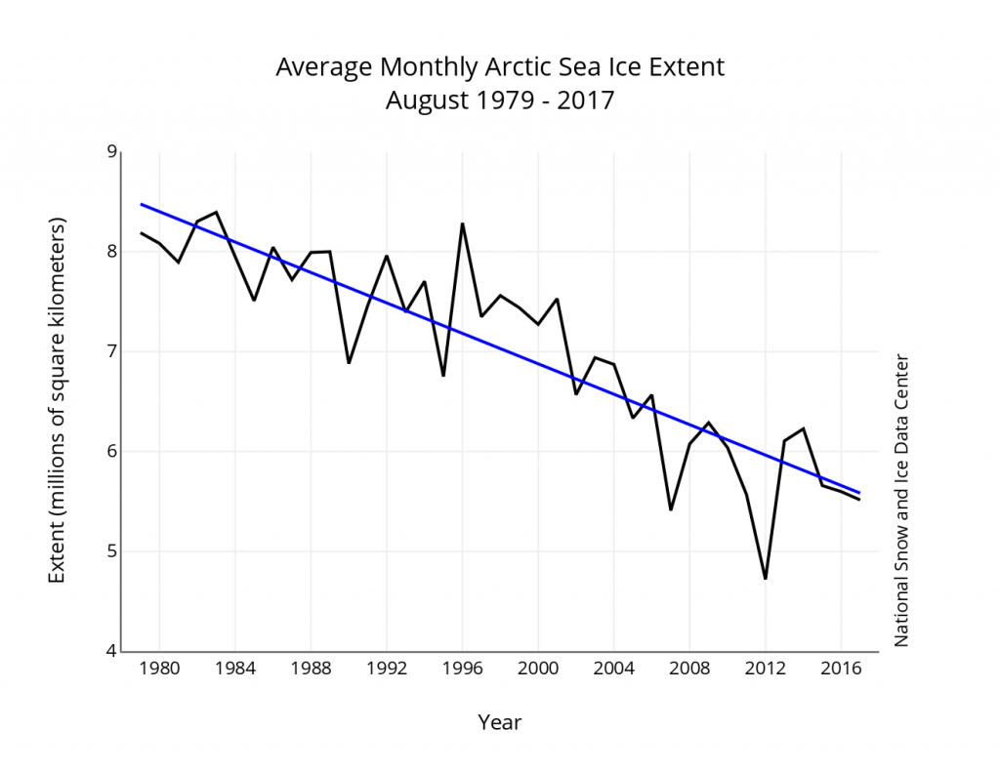 Average Monthly Arctic Sea Ice Extent
August 1979 - 2017
Extent (millions of square kilometers)
9
8
7
6
5
4
1980 1984 1988 1992 1996 2000 2004 2008 2012 2016
Year
National Snow and Ice Data Center